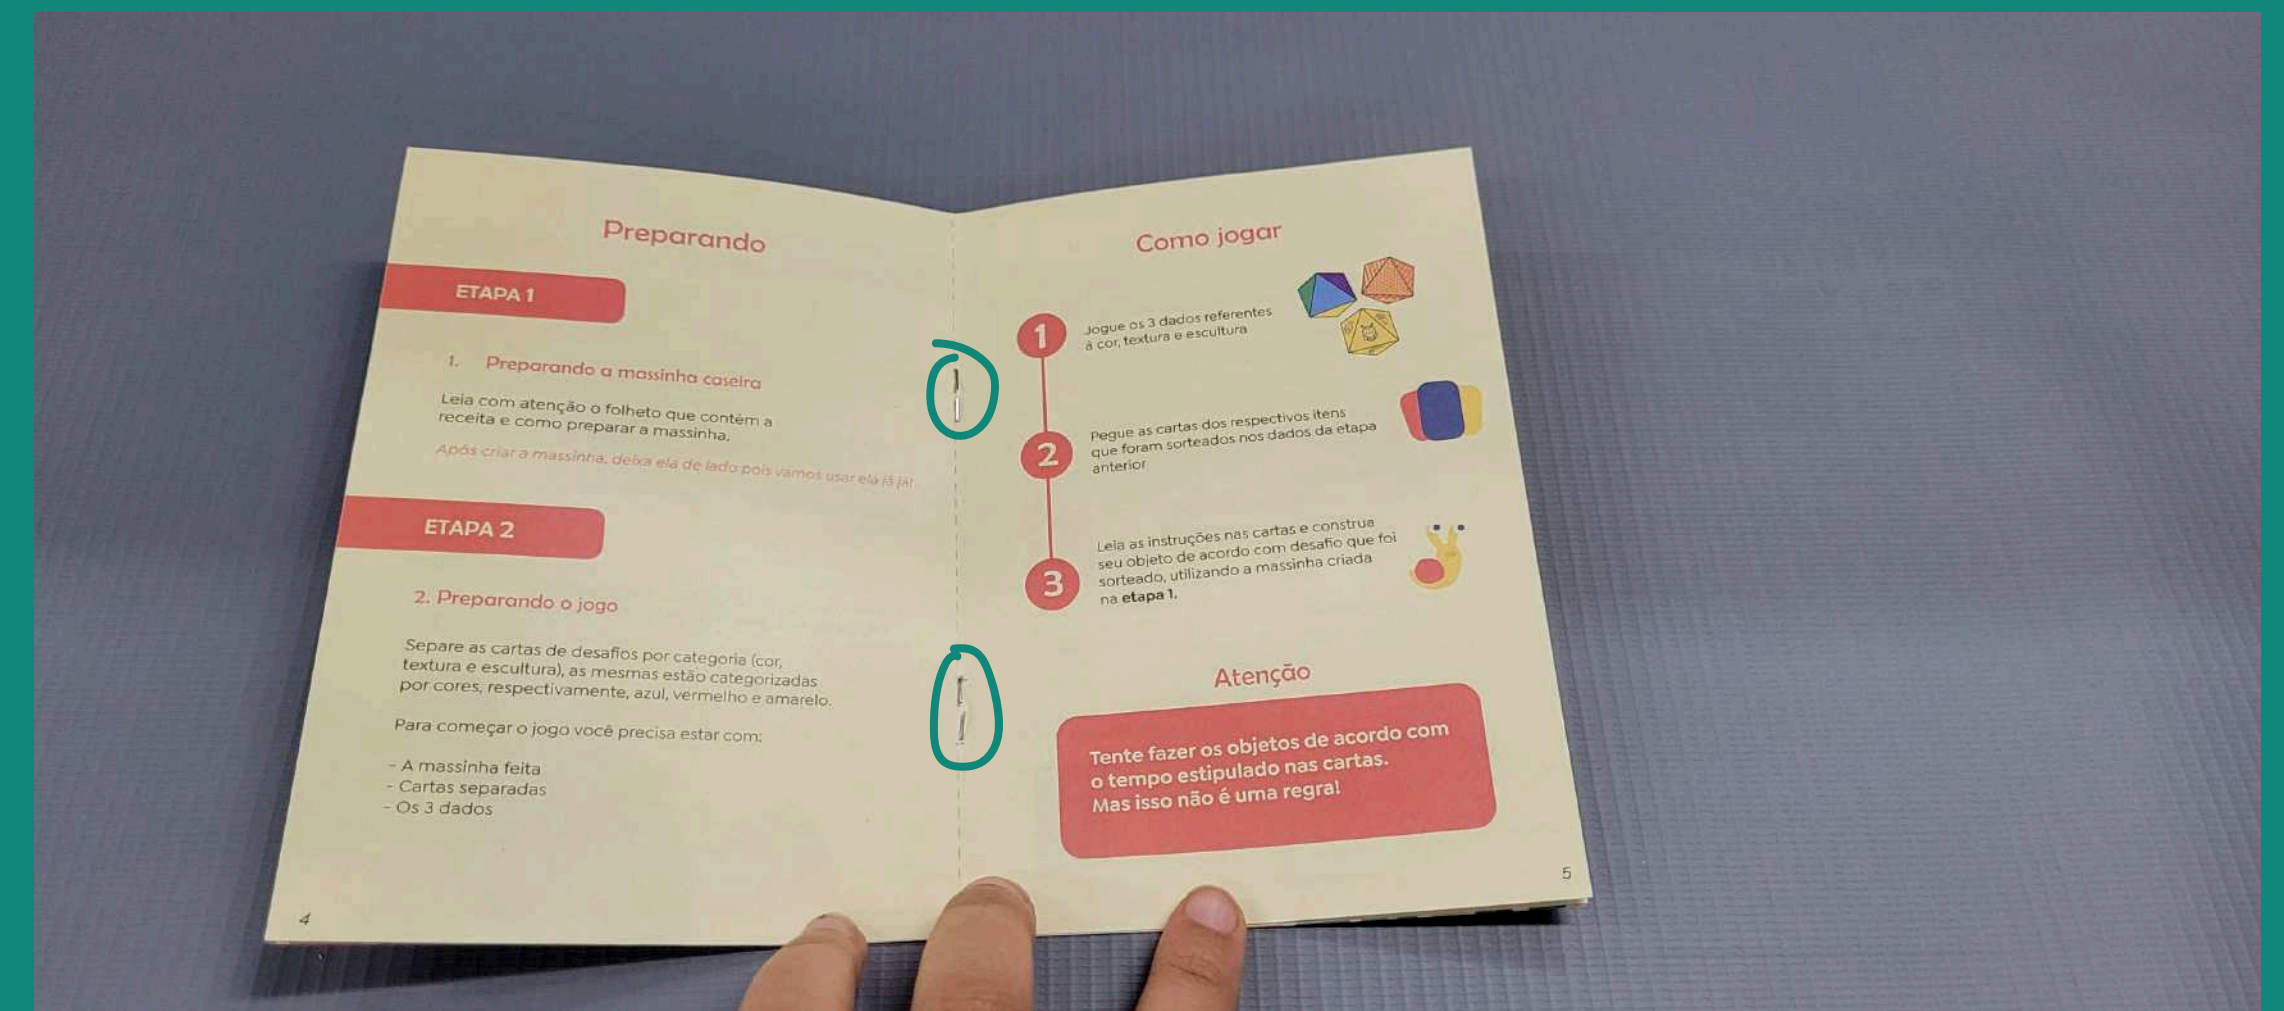 Preparando
ETAPA 1
1. Preparando a massinha caseira
Leia com atenção o folheto que contém a
receita e como preparar a massinha.
Após criar a massinha, deixa ela de lado pois vamos usar ela já já!
ETAPA 2
2. Preparando o jogo
Separe as cartas de desafios por categoria (cor,
textura e escultura), as mesmas estão categorizadas
por cores, respectivamente, azul, vermelho e amarelo.
Para começar o jogo você precisa estar com:
- A massinha feita
- Cartas separadas
- Os 3 dados
4
Como jogar
1
Jogue os 3 dados referentes
à cor, textura e escultura
2
Pegue as cartas dos respectivos itens
que foram sorteados nos dados da etapa
anterior
3
Leia as instruções nas cartas e construa
seu objeto de acordo com desafio que foi
sorteado, utilizando a massinha criada
na etapa 1.
Atenção
Tente fazer os objetos de acordo com
o tempo estipulado nas cartas.
Mas isso não é uma regra!
5